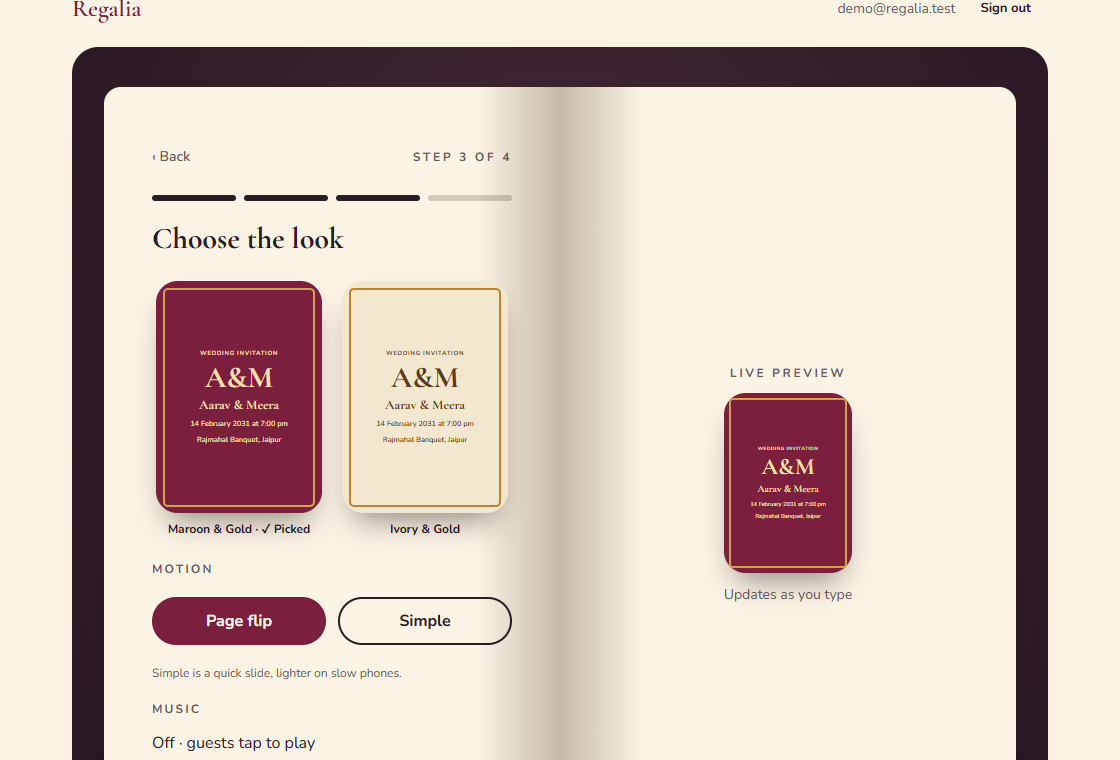 Regalia
demo@regalia.test
Sign out
‹ Back
STEP 3 OF 4
Choose the look
WEDDING INVITATION
A&M
Aarav & Meera
14 February 2031 at 7:00 pm
Rajmahal Banquet, Jaipur
Maroon & Gold · ✓ Picked
WEDDING INVITATION
A&M
Aarav & Meera
14 February 2031 at 7:00 pm
Rajmahal Banquet, Jaipur
Ivory & Gold
MOTION
Page flip
Simple
Simple is a quick slide, lighter on slow phones.
MUSIC
Off · guests tap to play
LIVE PREVIEW
WEDDING INVITATION
A&M
Aarav & Meera
14 February 2031 at 7:00 pm
Rajmahal Banquet, Jaipur
Updates as you type